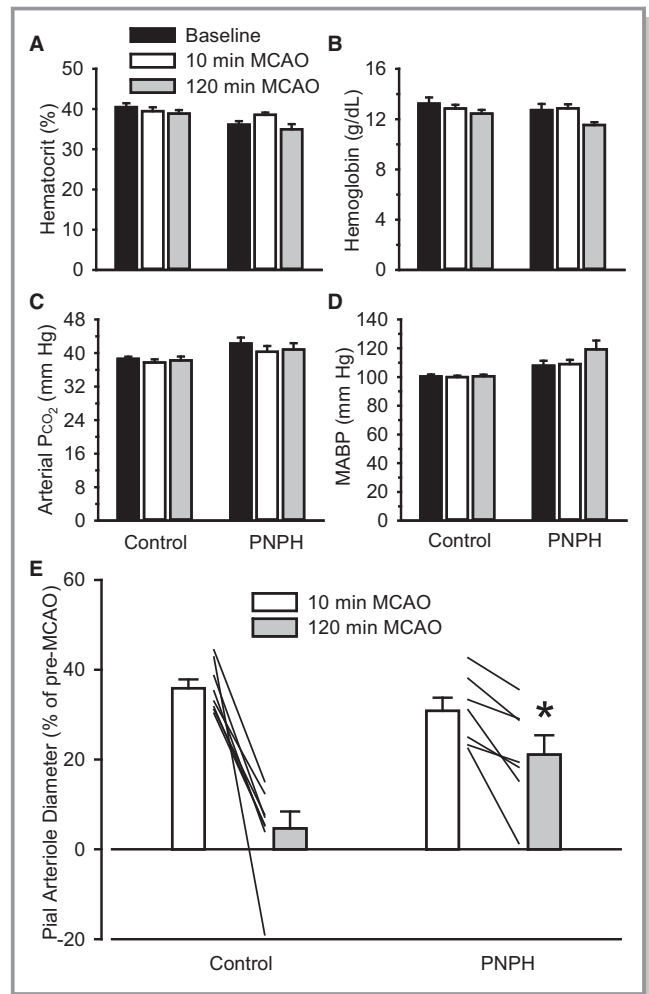 A
Baseline
10 min MCAO
120 min MCAO
B
Hematocrit (%)
50
40
30
20
10
0
Hemoglobin (g/dL)
16
12
8
4
0
C
Arterial PCO2 (mm Hg)
48
40
32
24
16
8
0
Control
PNPH
D
MABP (mm Hg)
140
120
100
80
60
40
20
0
Control
PNPH
E
Pial Arteriole Diameter (% of pre-MCAO)
60
40
20
0
-20
10 min MCAO
120 min MCAO
*
Control
PNPH